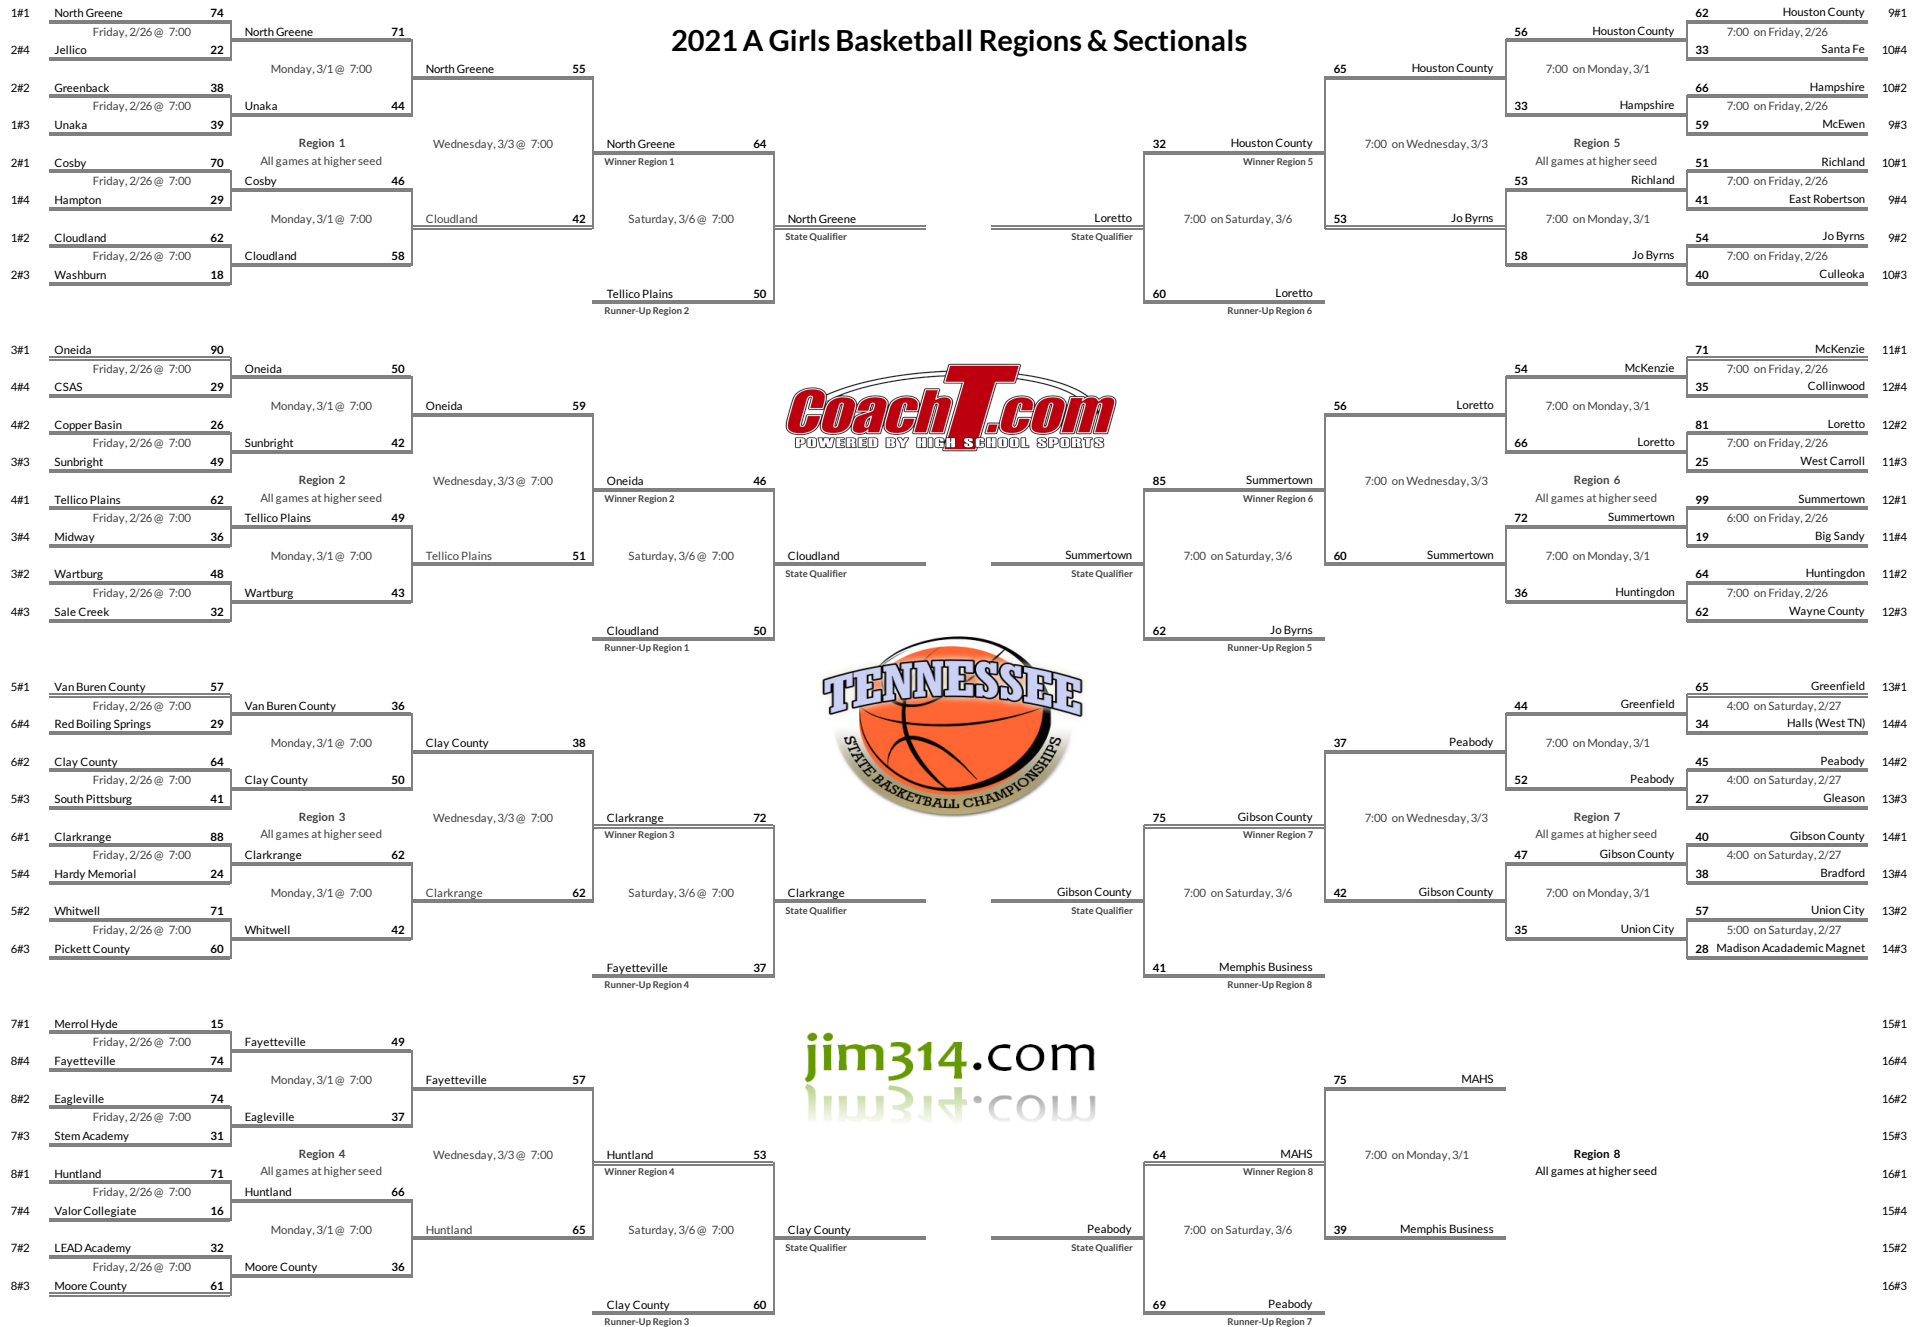 2021 A Girls Basketball Regions & Sectionals
1#1 North Greene 74
Friday, 2/26 @ 7:00
2#4 Jellico 22
North Greene 71
Monday, 3/1 @ 7:00
2#2 Greenback 38
Friday, 2/26 @ 7:00
1#3 Unaka 39
Unaka 44
Region 1
All games at higher seed
2#1 Cosby 70
Friday, 2/26 @ 7:00
1#4 Hampton 29
Cosby 46
Monday, 3/1 @ 7:00
1#2 Cloudland 62
Friday, 2/26 @ 7:00
2#3 Washburn 18
Cloudland 58
North Greene 55
Wednesday, 3/3 @ 7:00
Cloudland 42
North Greene 64
Winner Region 1
Saturday, 3/6 @ 7:00
Tellico Plains 50
Runner-Up Region 2
North Greene
State Qualifier
3#1 Oneida 90
Friday, 2/26 @ 7:00
4#4 CSAS 29
Oneida 50
Monday, 3/1 @ 7:00
4#2 Copper Basin 26
Friday, 2/26 @ 7:00
3#3 Sunbright 49
Sunbright 42
Region 2
All games at higher seed
4#1 Tellico Plains 62
Friday, 2/26 @ 7:00
3#4 Midway 36
Tellico Plains 49
Monday, 3/1 @ 7:00
3#2 Wartburg 48
Friday, 2/26 @ 7:00
4#3 Sale Creek 32
Wartburg 43
Oneida 59
Wednesday, 3/3 @ 7:00
Tellico Plains 51
Oneida 46
Winner Region 2
Saturday, 3/6 @ 7:00
Cloudland 50
Runner-Up Region 1
Cloudland
State Qualifier
5#1 Van Buren County 57
Friday, 2/26 @ 7:00
6#4 Red Boiling Springs 29
Van Buren County 36
Monday, 3/1 @ 7:00
6#2 Clay County 64
Friday, 2/26 @ 7:00
5#3 South Pittsburg 41
Clay County 50
Region 3
All games at higher seed
6#1 Clarkrange 88
Friday, 2/26 @ 7:00
5#4 Hardy Memorial 24
Clarkrange 62
Monday, 3/1 @ 7:00
5#2 Whitwell 71
Friday, 2/26 @ 7:00
6#3 Pickett County 60
Whitwell 42
Clay County 38
Wednesday, 3/3 @ 7:00
Clarkrange 62
Clarkrange 72
Winner Region 3
Saturday, 3/6 @ 7:00
Fayetteville 37
Runner-Up Region 4
Clarkrange
State Qualifier
7#1 Merrol Hyde 15
Friday, 2/26 @ 7:00
8#4 Fayetteville 74
Fayetteville 49
Monday, 3/1 @ 7:00
8#2 Eagleville 74
Friday, 2/26 @ 7:00
7#3 Stem Academy 31
Eagleville 37
Region 4
All games at higher seed
8#1 Huntland 71
Friday, 2/26 @ 7:00
7#4 Valor Collegiate 16
Huntland 66
Monday, 3/1 @ 7:00
7#2 LEAD Academy 32
Friday, 2/26 @ 7:00
8#3 Moore County 61
Moore County 36
Fayetteville 57
Wednesday, 3/3 @ 7:00
Huntland 65
Huntland 53
Winner Region 4
Saturday, 3/6 @ 7:00
Clay County 60
Runner-Up Region 3
Clay County
State Qualifier
CoachT.com
POWERED BY HIGH SCHOOL SPORTS
TENNESSEE
STATE BASKETBALL CHAMPIONSHIPS
jim314.com
62 Houston County 9#1
7:00 on Friday, 2/26
33 Santa Fe 10#4
56 Houston County
7:00 on Monday, 3/1
66 Hampshire 10#2
7:00 on Friday, 2/26
59 McEwen 9#3
33 Hampshire
Region 5
All games at higher seed
51 Richland 10#1
7:00 on Friday, 2/26
41 East Robertson 9#4
53 Richland
7:00 on Monday, 3/1
54 Jo Byrns 9#2
7:00 on Friday, 2/26
40 Culleoka 10#3
58 Jo Byrns
65 Houston County
7:00 on Wednesday, 3/3
53 Jo Byrns
32 Houston County
Winner Region 5
7:00 on Saturday, 3/6
60 Loretto
Runner-Up Region 6
Loretto
State Qualifier
71 McKenzie 11#1
7:00 on Friday, 2/26
35 Collinwood 12#4
54 McKenzie
7:00 on Monday, 3/1
81 Loretto 12#2
7:00 on Friday, 2/26
25 West Carroll 11#3
66 Loretto
Region 6
All games at higher seed
99 Summertown 12#1
6:00 on Friday, 2/26
19 Big Sandy 11#4
72 Summertown
7:00 on Monday, 3/1
64 Huntingdon 11#2
7:00 on Friday, 2/26
62 Wayne County 12#3
36 Huntingdon
56 Loretto
7:00 on Wednesday, 3/3
60 Summertown
85 Summertown
Winner Region 6
7:00 on Saturday, 3/6
62 Jo Byrns
Runner-Up Region 5
Summertown
State Qualifier
65 Greenfield 13#1
4:00 on Saturday, 2/27
34 Halls (West TN) 14#4
44 Greenfield
7:00 on Monday, 3/1
45 Peabody 14#2
4:00 on Saturday, 2/27
27 Gleason 13#3
52 Peabody
Region 7
All games at higher seed
40 Gibson County 14#1
4:00 on Saturday, 2/27
38 Bradford 13#4
47 Gibson County
7:00 on Monday, 3/1
57 Union City 13#2
5:00 on Saturday, 2/27
28 Madison Acadademic Magnet 14#3
35 Union City
37 Peabody
7:00 on Wednesday, 3/3
42 Gibson County
75 Gibson County
Winner Region 7
7:00 on Saturday, 3/6
41 Memphis Business
Runner-Up Region 8
Gibson County
State Qualifier
15#1
16#4
16#2
15#3
16#1
15#4
15#2
16#3
Region 8
All games at higher seed
75 MAHS
7:00 on Monday, 3/1
39 Memphis Business
64 MAHS
Winner Region 8
7:00 on Saturday, 3/6
69 Peabody
Runner-Up Region 7
Peabody
State Qualifier